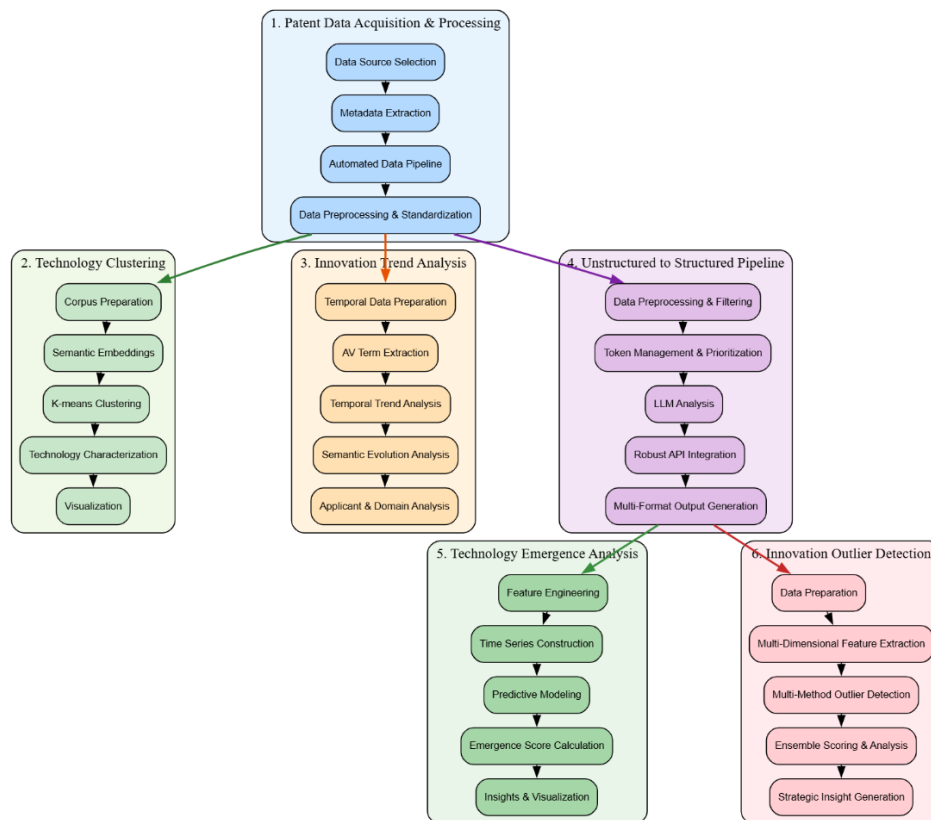 1. Patent Data Acquisition & Processing
Data Source Selection
Metadata Extraction
Automated Data Pipeline
Data Preprocessing & Standardization
2. Technology Clustering
Corpus Preparation
Semantic Embeddings
K-means Clustering
Technology Characterization
Visualization
3. Innovation Trend Analysis
Temporal Data Preparation
AV Term Extraction
Temporal Trend Analysis
Semantic Evolution Analysis
Applicant & Domain Analysis
4. Unstructured to Structured Pipeline
Data Preprocessing & Filtering
Token Management & Prioritization
LLM Analysis
Robust API Integration
Multi-Format Output Generation
5. Technology Emergence Analysis
Feature Engineering
Time Series Construction
Predictive Modeling
Emergence Score Calculation
Insights & Visualization
6. Innovation Outlier Detection
Data Preparation
Multi-Dimensional Feature Extraction
Multi-Method Outlier Detection
Ensemble Scoring & Analysis
Strategic Insight Generation